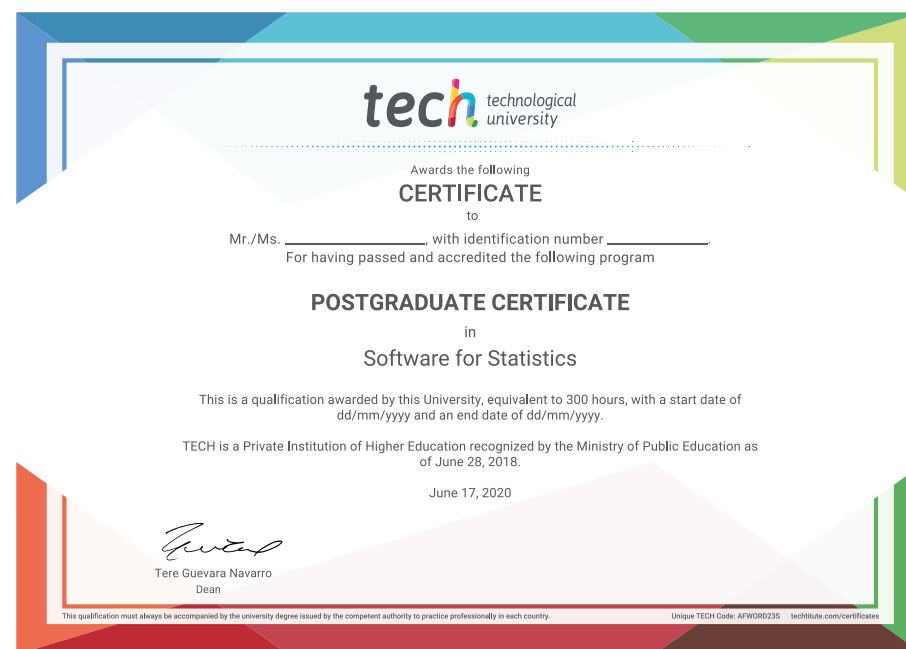 tech technological
university
Awards the following
CERTIFICATE
to
Mr./Ms. ____________________, with identification number ______________.
For having passed and accredited the following program
POSTGRADUATE CERTIFICATE
in
Software for Statistics
This is a qualification awarded by this University, equivalent to 300 hours, with a start date of
dd/mm/yyyy and an end date of dd/mm/yyyy.
TECH is a Private Institution of Higher Education recognized by the Ministry of Public Education as
of June 28, 2018.
June 17, 2020
Tere Guevara Navarro
Dean
This qualification must always be accompanied by the university degree issued by the competent authority to practice professionally in each country. Unique TECH Code: AFWORD23S techtitute.com/certificates